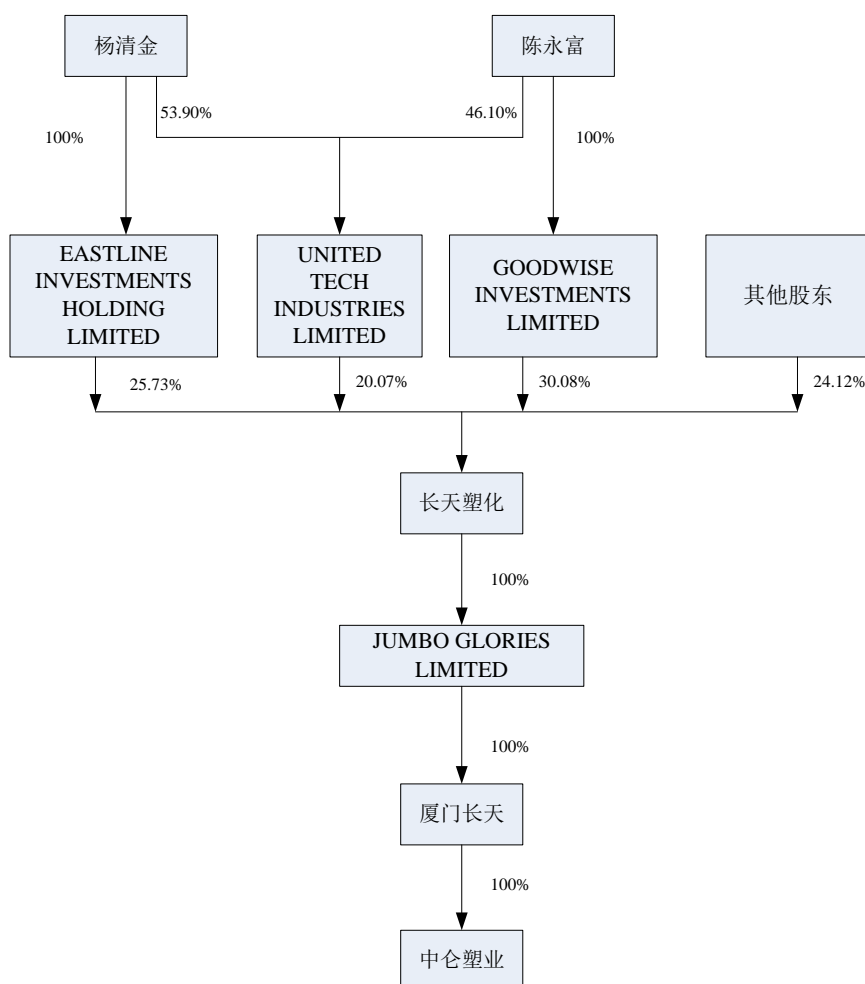 杨清金
陈永富
53.90%
46.10%
100%
100%
EASTLINE
INVESTMENTS
HOLDING
LIMITED
UNITED
TECH
INDUSTRIES
LIMITED
GOODWISE
INVESTMENTS
LIMITED
其他股东
25.73%
20.07%
30.08%
24.12%
长天塑化
100%
JUMBO GLORIES
LIMITED
100%
厦门长天
100%
中仑塑业